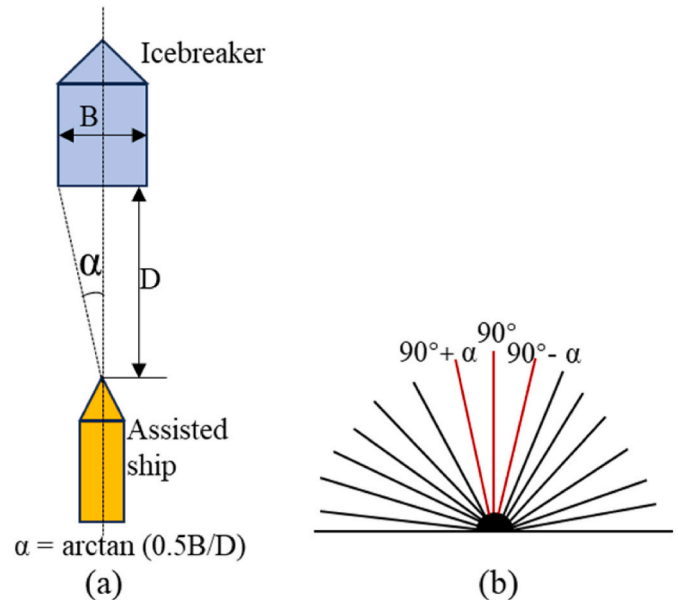 Icebreaker
B
α
D
Assisted
ship
α = arctan (0.5B/D)
(a)
90°
90°+ α
90°- α
(b)